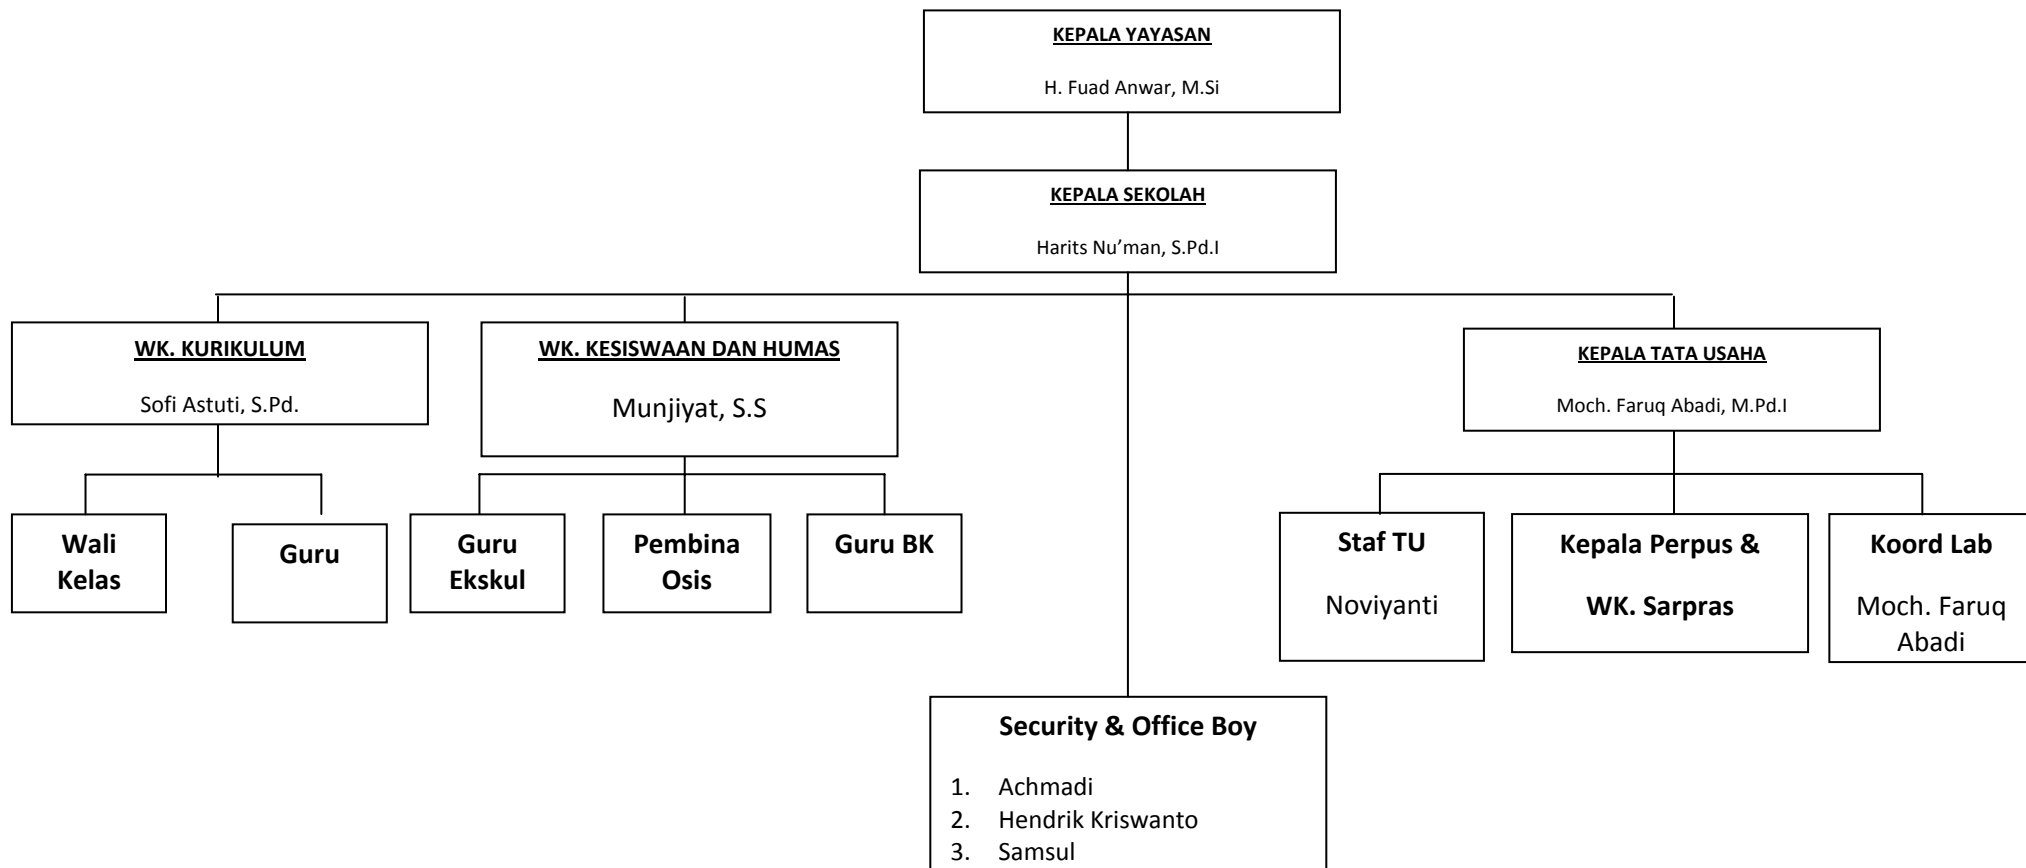 KEPALA YAYASAN
H. Fuad Anwar, M.Si
KEPALA SEKOLAH
Harits Nu’man, S.Pd.I
WK. KURIKULUM
Sofi Astuti, S.Pd.
WK. KESISWAAN DAN HUMAS
Munjiyat, S.S
KEPALA TATA USAHA
Moch. Faruq Abadi, M.Pd.I
Wali
Kelas
Guru
Guru
Ekskul
Pembina
Osis
Guru BK
Staf TU
Noviyanti
Kepala Perpus &
WK. Sarpras
Koord Lab
Moch. Faruq
Abadi
Security & Office Boy
1. Achmadi
2. Hendrik Kriswanto
3. Samsul